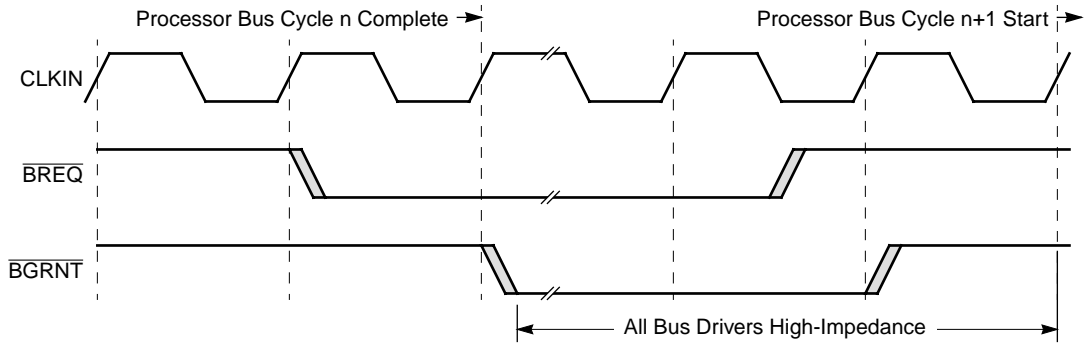 Processor Bus Cycle n Complete
Processor Bus Cycle n+1 Start
CLKIN
BREQ
BGRNT
All Bus Drivers High-Impedance